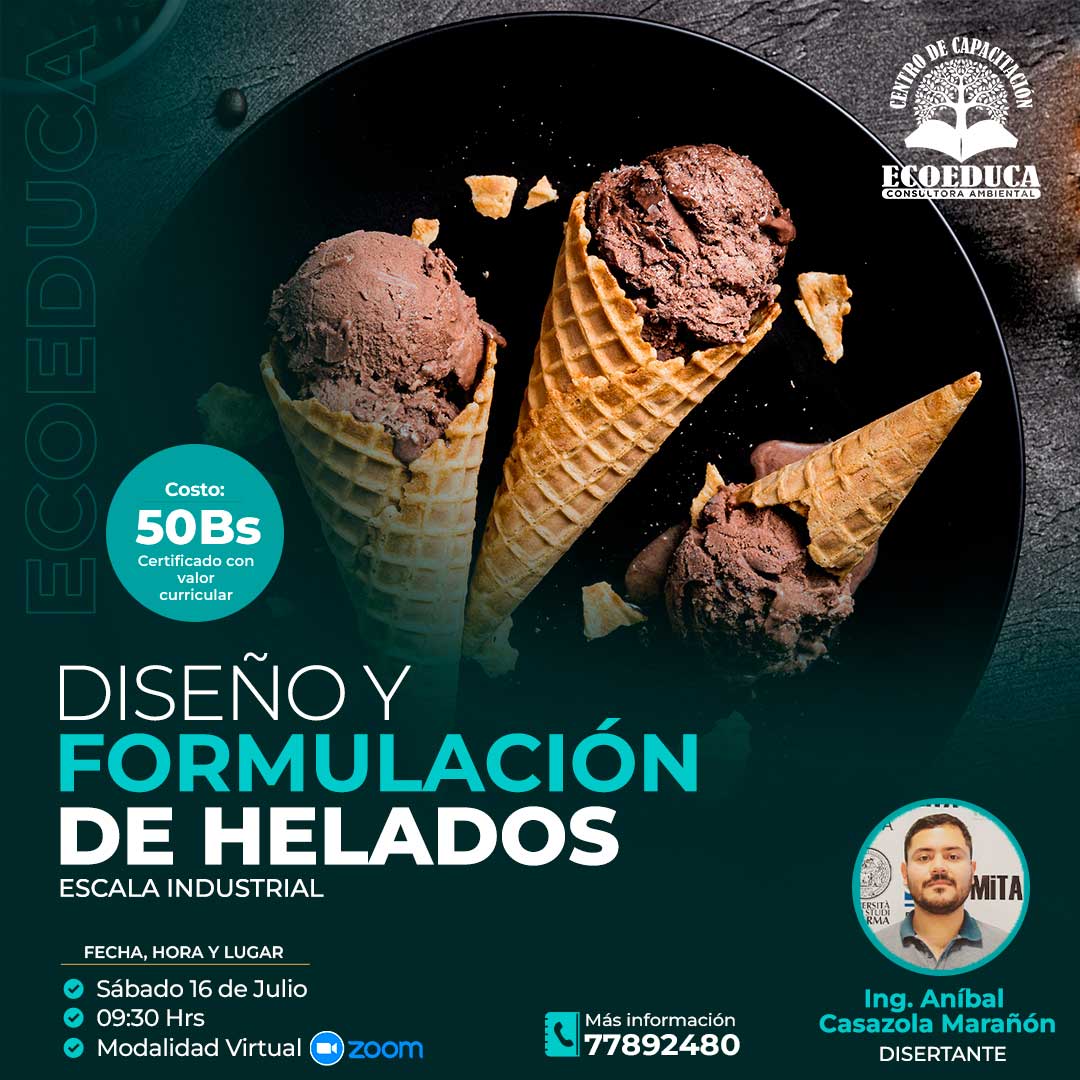 ECOEDUCA
CENTRO DE CAPACITACIÓN
ECOEDUCA
CONSULTORA AMBIENTAL
Costo:
50Bs
Certificado con
valor
curricular
DISEÑO Y
FORMULACIÓN
DE HELADOS
ESCALA INDUSTRIAL
FECHA, HORA Y LUGAR
Sábado 16 de Julio
09:30 Hrs
Modalidad Virtual zoom
Más información
77892480
MiTA
STUDI
Ing. Aníbal
Casazola Marañón
DISERTANTE